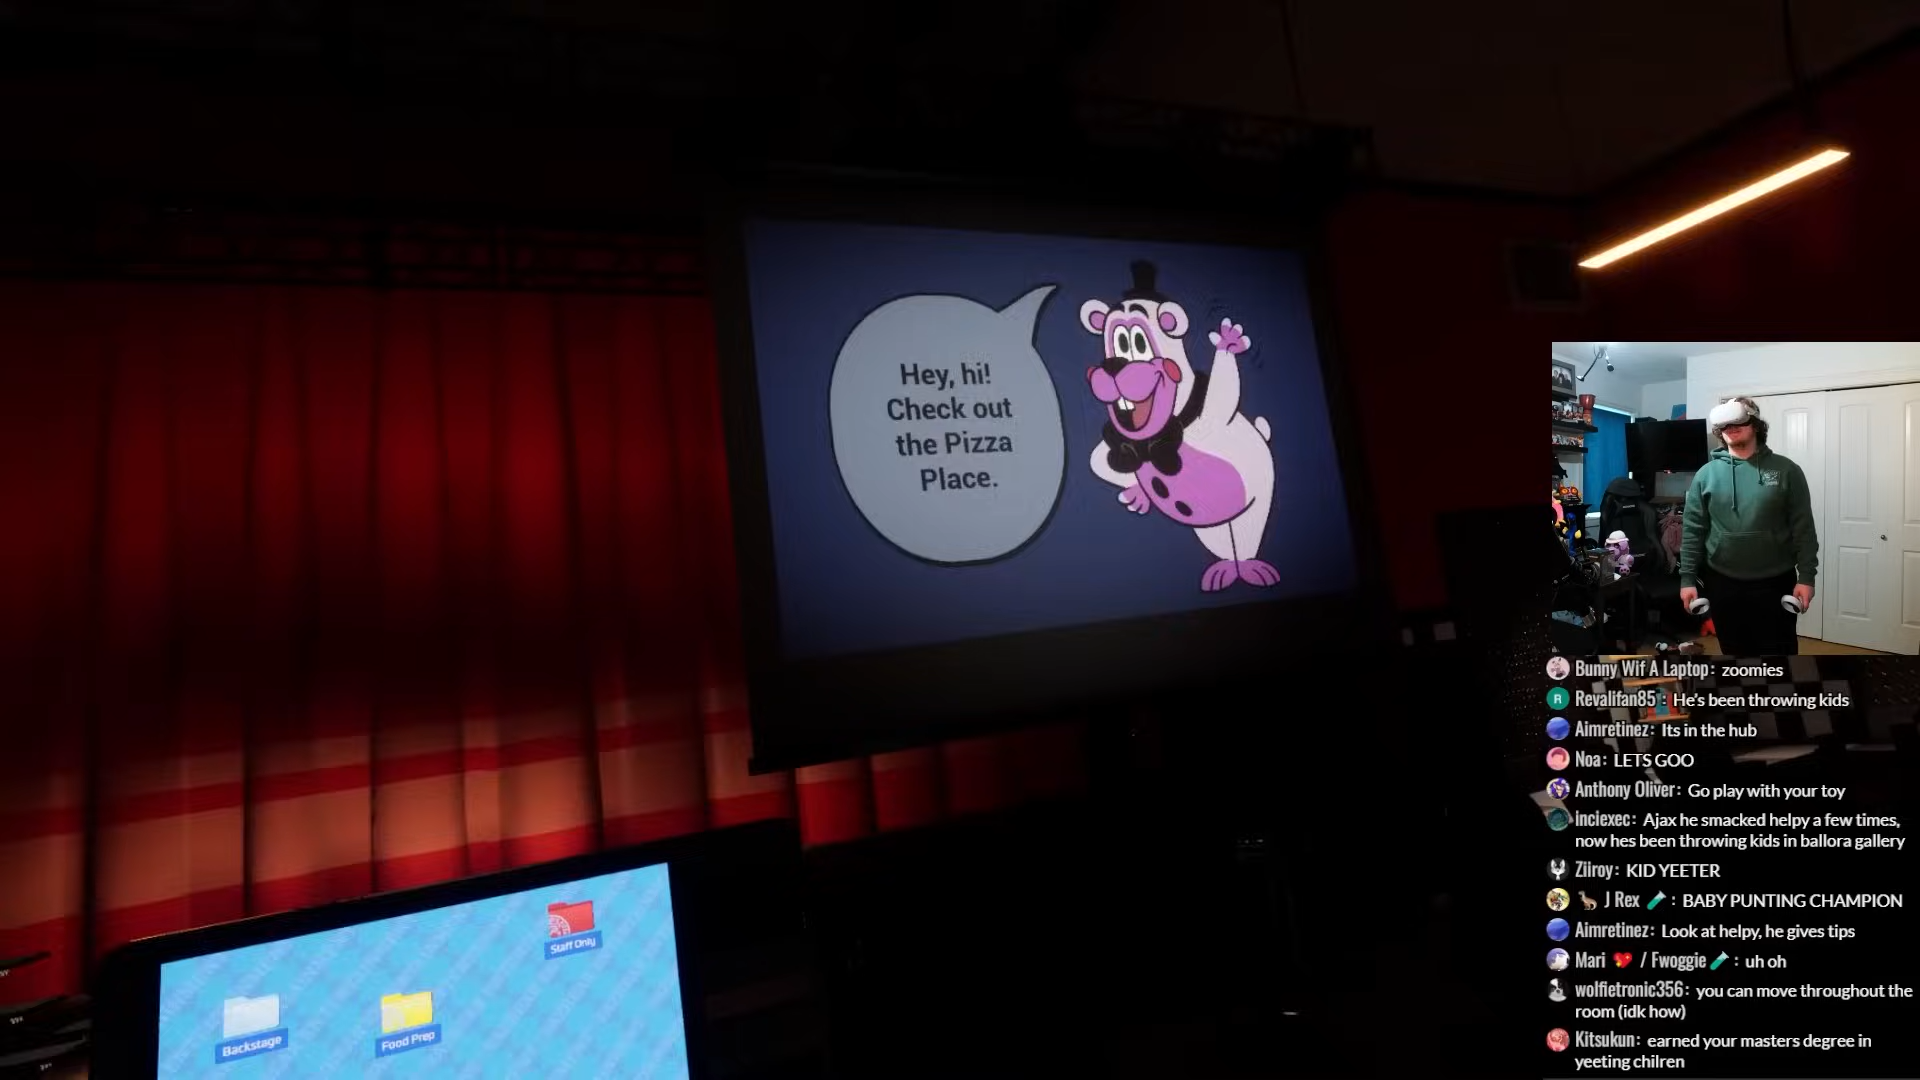 Hey, hi!
Check out
the Pizza
Place.
Staff Only
Backstage
Food Prep
Bunny Wif A Laptop: zoomies
Revalifan85: He's been throwing kids
Aimretinez: Its in the hub
Noa: LETS GOO
Anthony Oliver: Go play with your toy
Inciexec: Ajax he smacked helpy a few times,
now hes been throwing kids in ballora gallery
Ziiroy: KID YEETER
J Rex : BABY PUNTING CHAMPION
Aimretinez: Look at helpy, he gives tips
Mari / Fwoggie : uh oh
wolfietronic356: you can move throughout the
room (idk how)
Kitsukun: earned your masters degree in
yeeting chilren